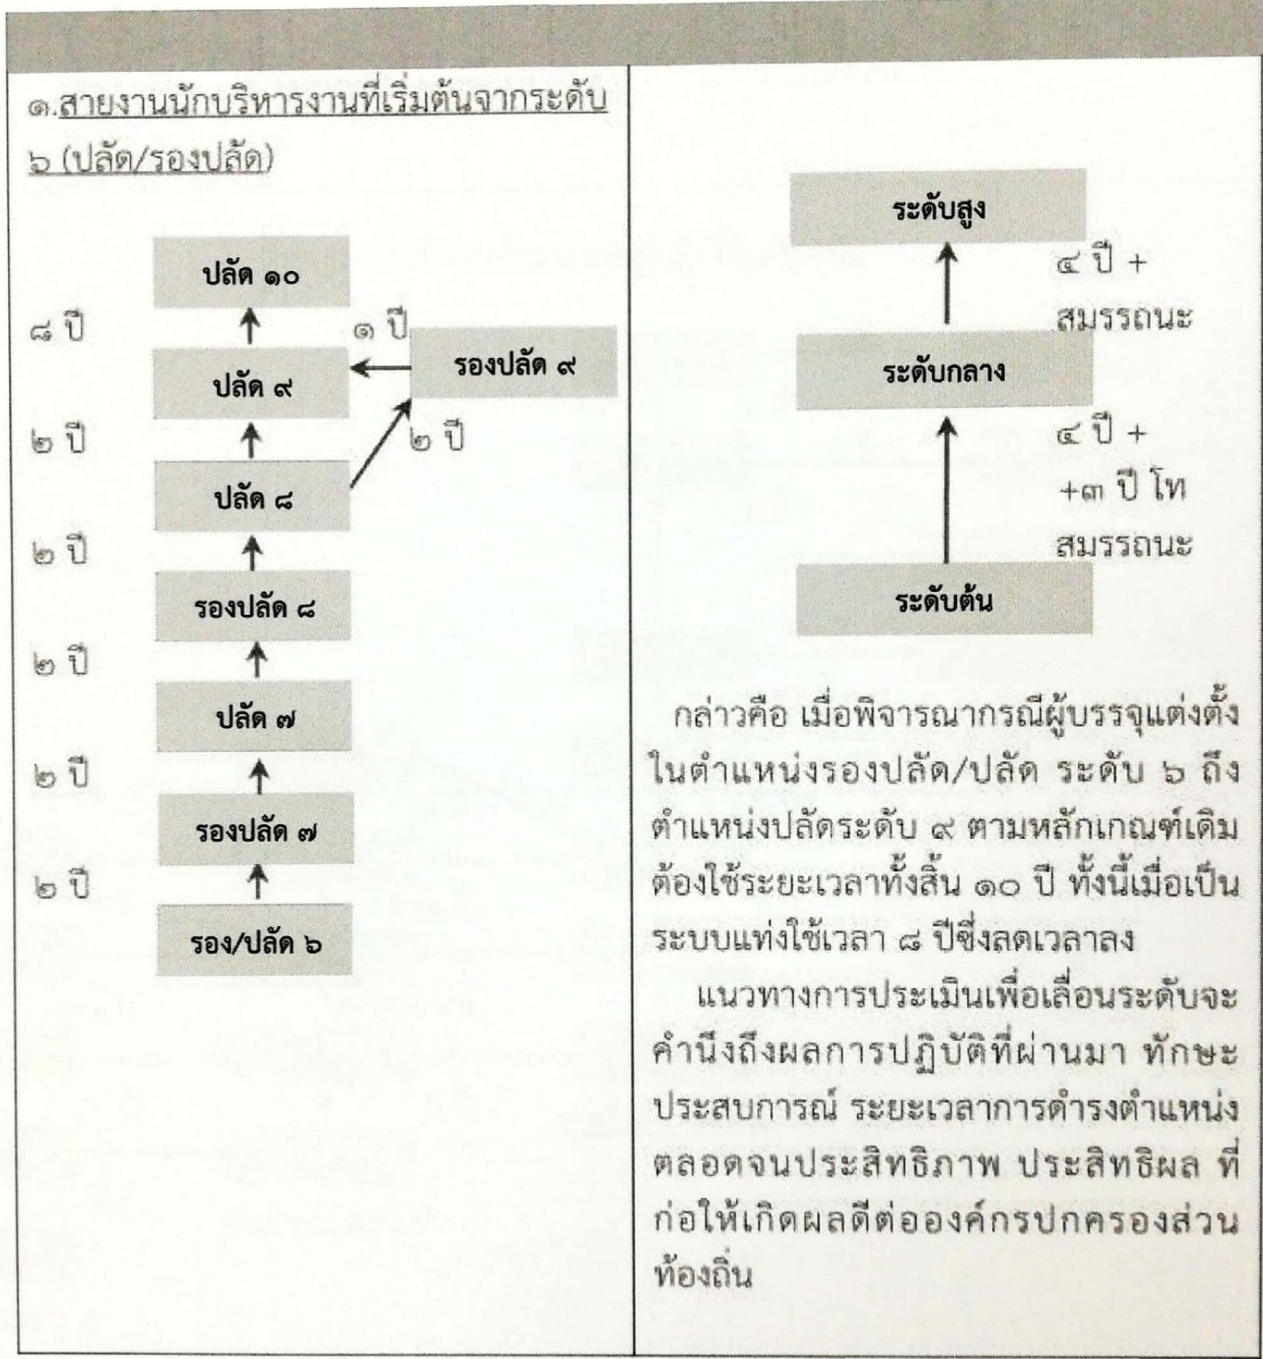 ๑.สายงานนักบริหารงานที่เริ่มต้นจากระดับ
๖ (ปลัด/รองปลัด)
ปลัด ๑๐
๘ ปี
๑ ปี
ปลัด ๙
รองปลัด ๙
๒ ปี
๒ ปี
ปลัด ๘
๒ ปี
รองปลัด ๘
๒ ปี
ปลัด ๗
๒ ปี
รองปลัด ๗
๒ ปี
รอง/ปลัด ๖
ระดับสูง
๔ ปี +
สมรรถนะ
ระดับกลาง
๔ ปี +
+๓ ปี โท
สมรรถนะ
ระดับต้น
กล่าวคือ เมื่อพิจารณากรณีผู้บรรจุแต่งตั้ง
ในตำแหน่งรองปลัด/ปลัด ระดับ ๖ ถึง
ตำแหน่งปลัดระดับ ๙ ตามหลักเกณฑ์เดิม
ต้องใช้ระยะเวลาทั้งสิ้น ๑๐ ปี ทั้งนี้เมื่อเป็น
ระบบแท่งใช้เวลา ๘ ปีซึ่งลดเวลาลง
แนวทางการประเมินเพื่อเลื่อนระดับจะ
คำนึงถึงผลการปฏิบัติที่ผ่านมา ทักษะ
ประสบการณ์ ระยะเวลาการดำรงตำแหน่ง
ตลอดจนประสิทธิภาพ ประสิทธิผล ที่
ก่อให้เกิดผลดีต่อองค์กรปกครองส่วน
ท้องถิ่น